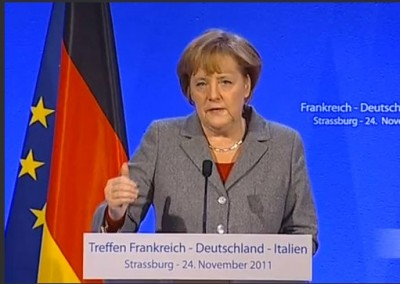 Frankreich - Deutsch
Strassburg - 24. Novem
Treffen Frankreich - Deutschland - Italien
Strassburg - 24. November 2011